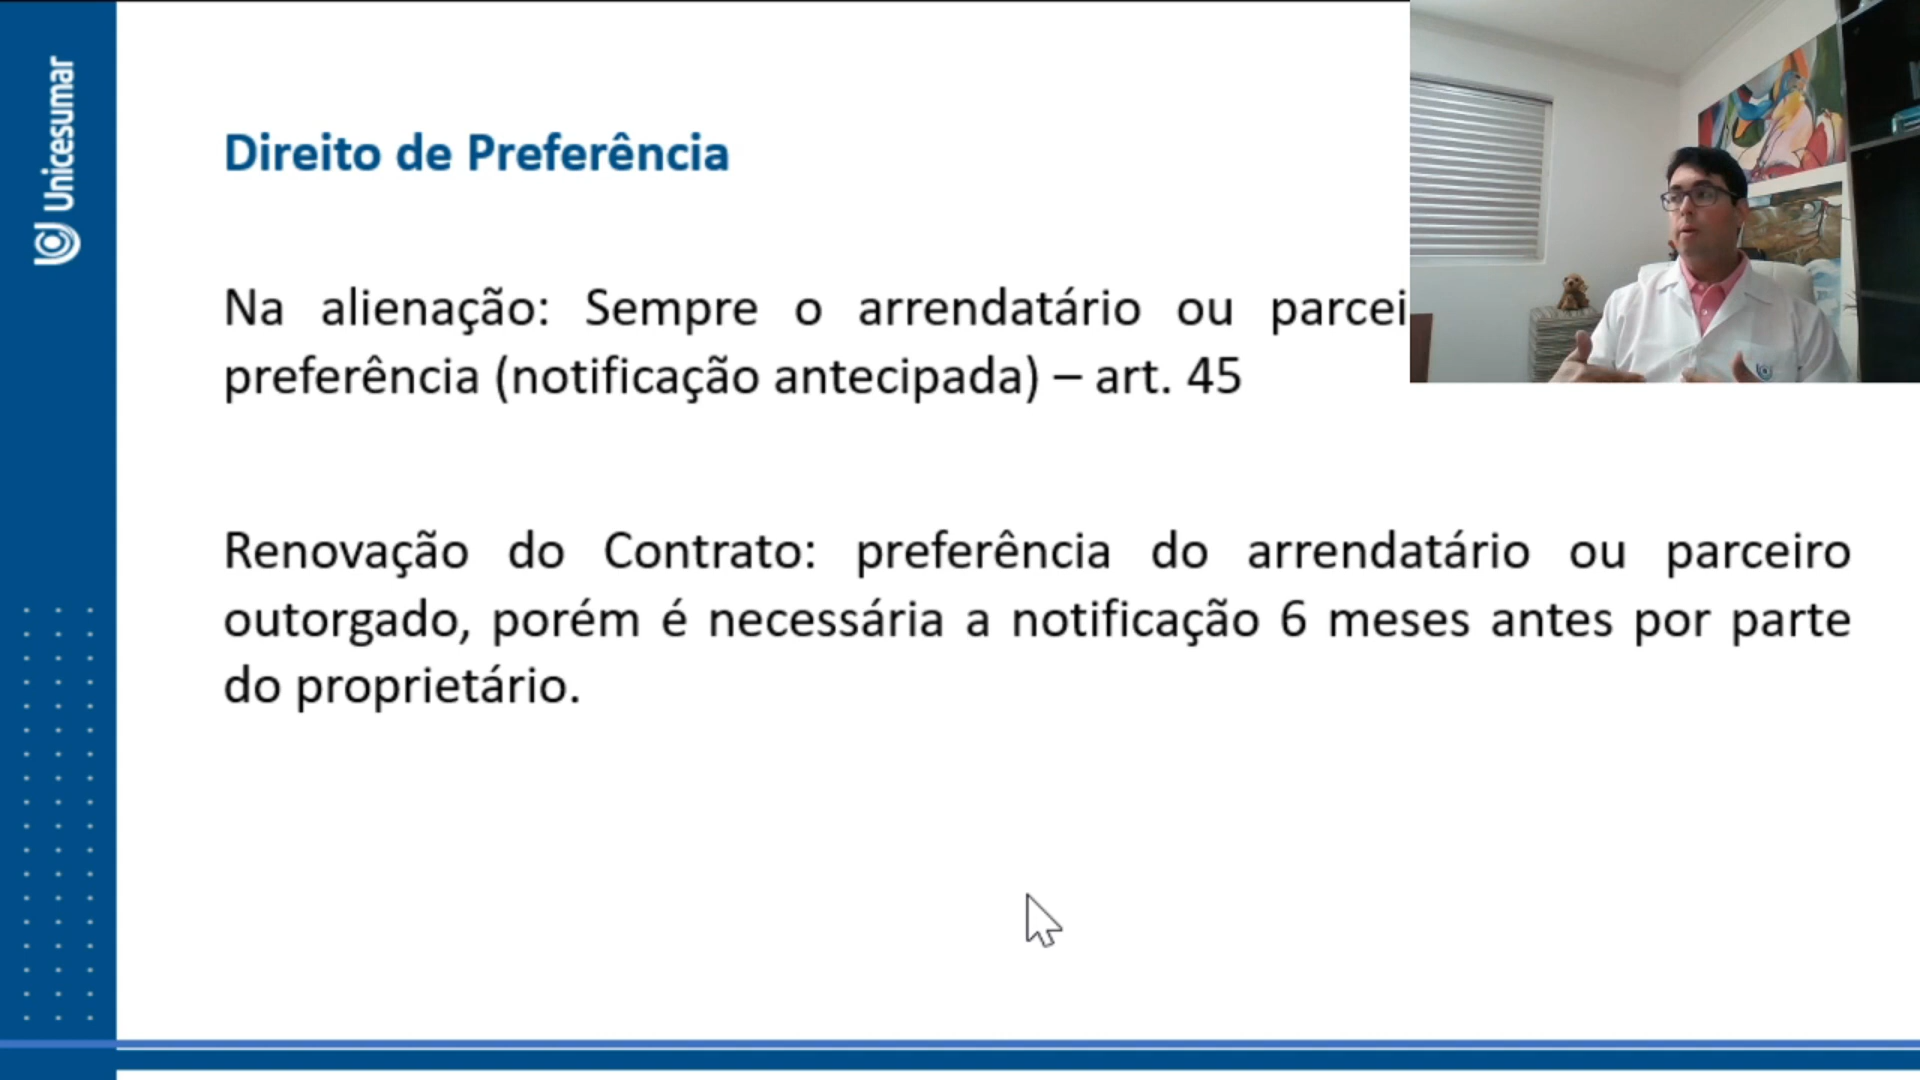 Unicesumar
Direito de Preferência
Na alienação: Sempre o arrendatário ou
preferência (notificação antecipada) – art. 45
Renovação do Contrato: preferência do arrendatário ou parceiro
outorgado, porém é necessária a notificação 6 meses antes por parte
do proprietário.